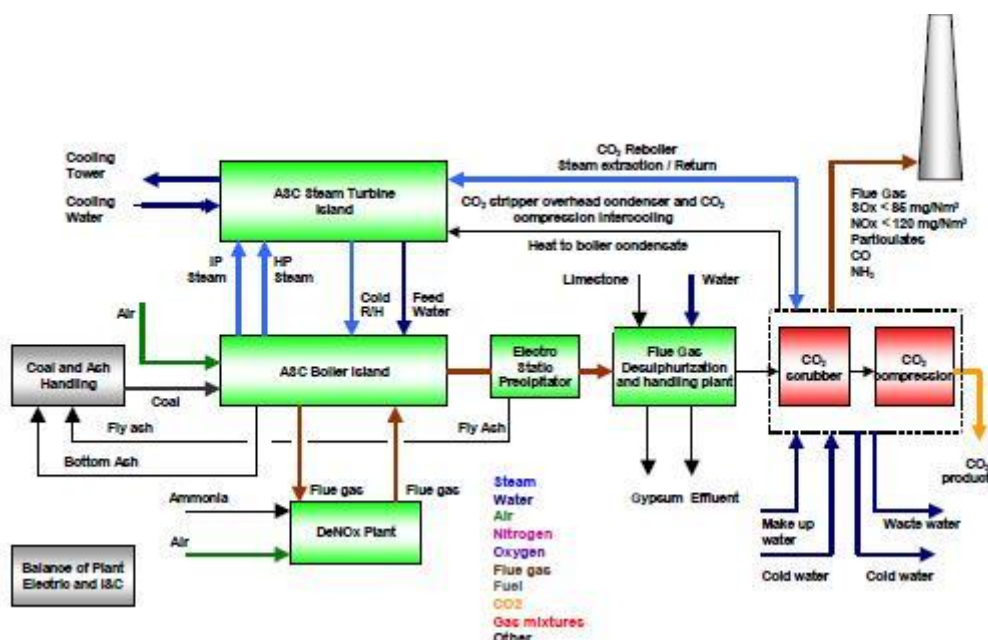 Cooling
Tower
Cooling
Water
ASC Steam Turbine
Island
CO₂ Reboiler
Steam extraction / Return
CO₂ stripper overhead condenser and CO₂
compression intercooling
Heat to boiler condensate
Flue Gas
SOx < 85 mg/Nm³
NOx < 120 mg/Nm³
Particulates
CO
NH₃
IP
Steam
HP
Steam
Cold
R/H
Feed
Water
Limestone
Water
Air
Coal and Ash
Handling
Coal
ASC Boiler Island
Electro
Static
Precipitator
Flue Gas
Desulphurization
and handling plant
CO₂
scrubber
CO₂
compression
Fly ash
Fly Ash
Bottom Ash
Flue gas
Flue gas
Ammonia
Air
DeNOx Plant
Gypsum
Effluent
CO₂
product
Make up
water
Waste water
Cold water
Cold water
Balance of Plant
Electric and I&C
Steam
Water
Air
Nitrogen
Oxygen
Flue gas
Fuel
CO2
Gas mixtures
Other